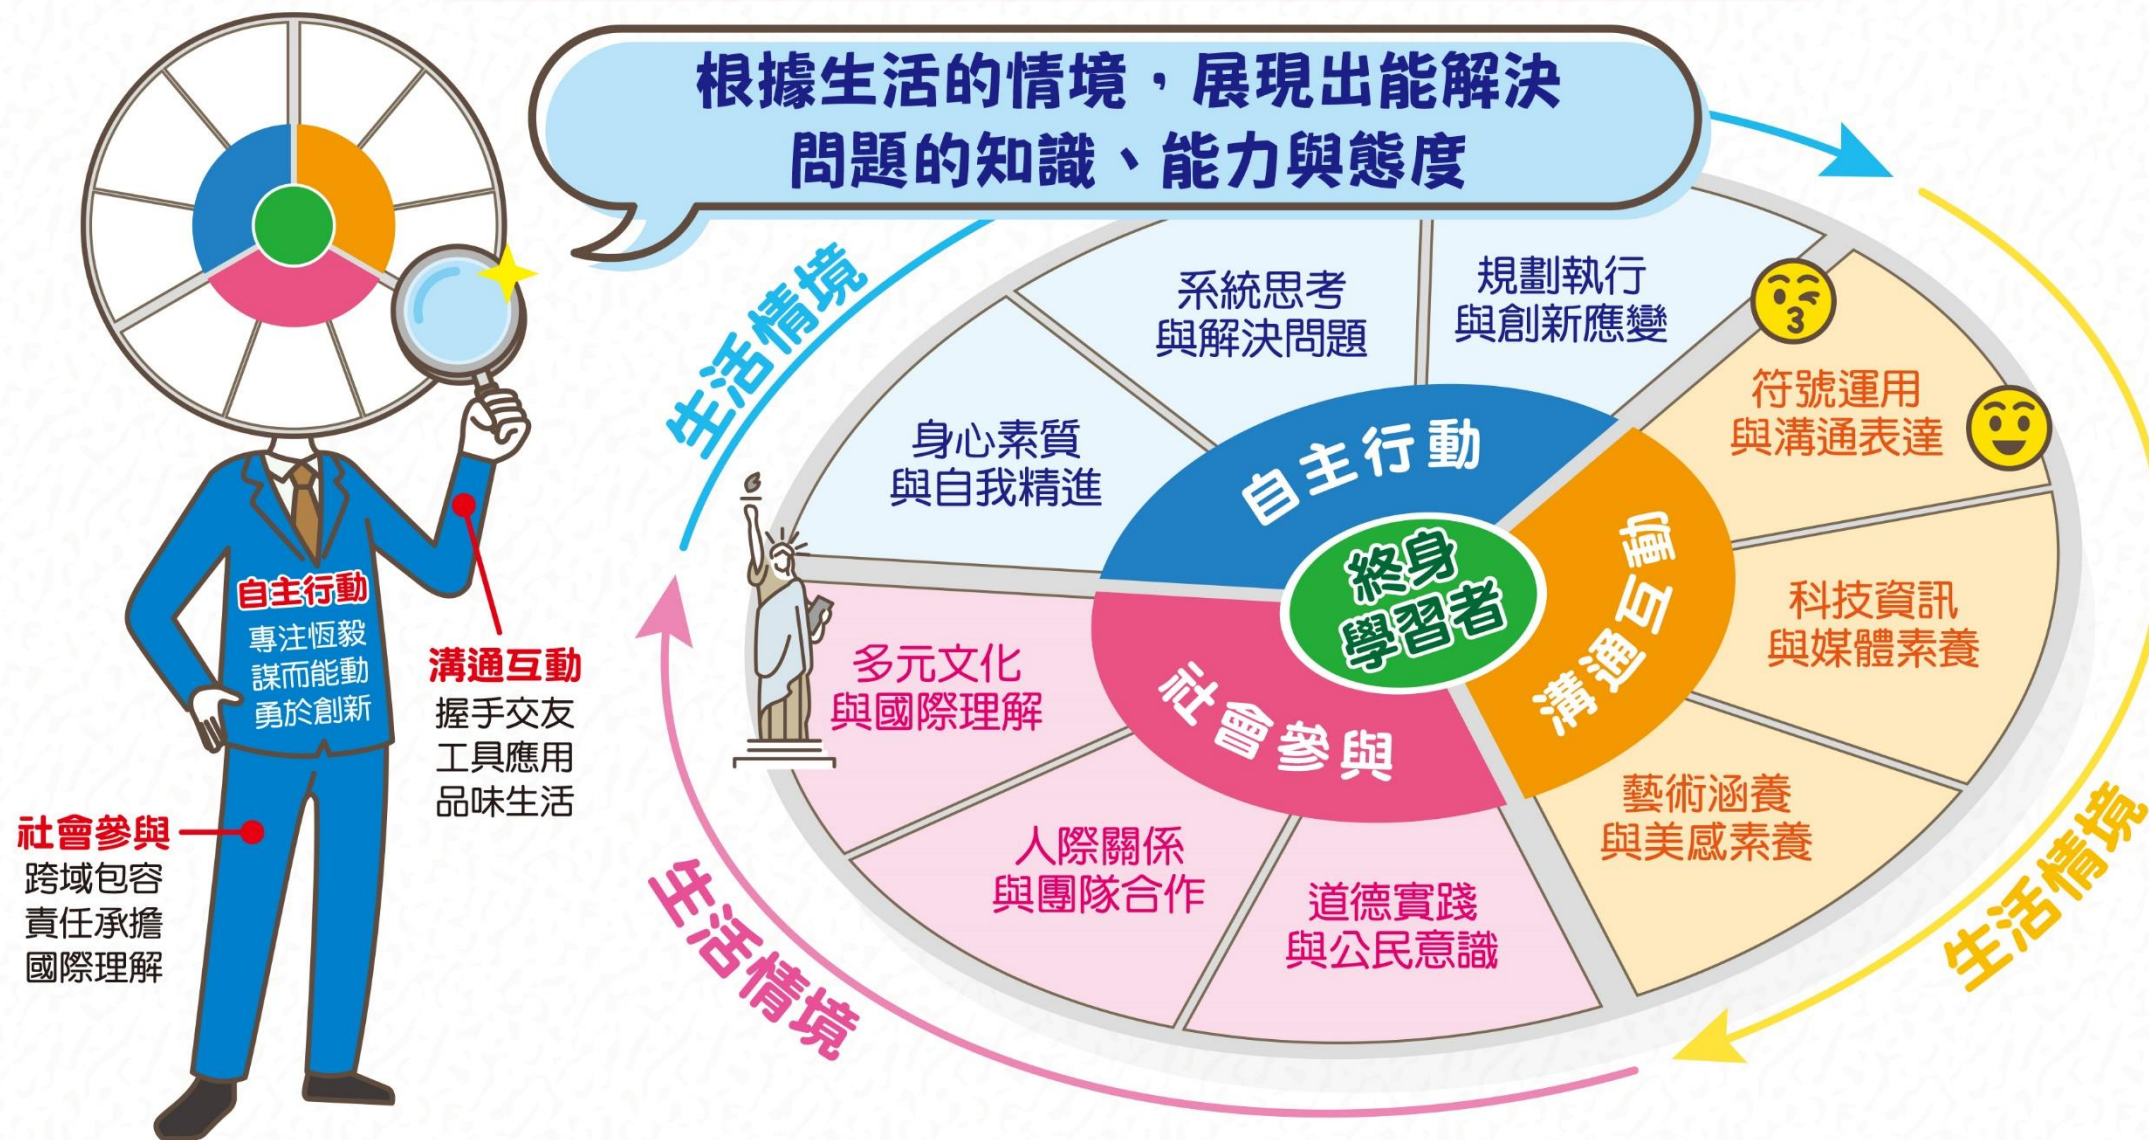 根據生活的情境，展現出能解決
問題的知識、能力與態度
自主行動
專注恆毅
謀而能動
勇於創新
溝通互動
握手交友
工具應用
品味生活
社會參與
跨域包容
責任承擔
國際理解
生活情境
生活情境
生活情境
終身
學習者
自主行動
身心素質
與自我精進
系統思考
與解決問題
規劃執行
與創新應變
溝通互動
符號運用
與溝通表達
科技資訊
與媒體素養
藝術涵養
與美感素養
社會參與
道德實踐
與公民意識
人際關係
與團隊合作
多元文化
與國際理解